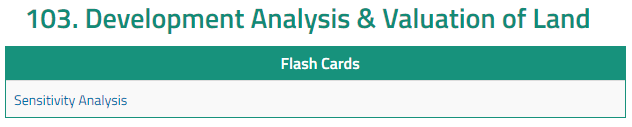 103. Development Analysis & Valuation of Land
Flash Cards
Sensitivity Analysis